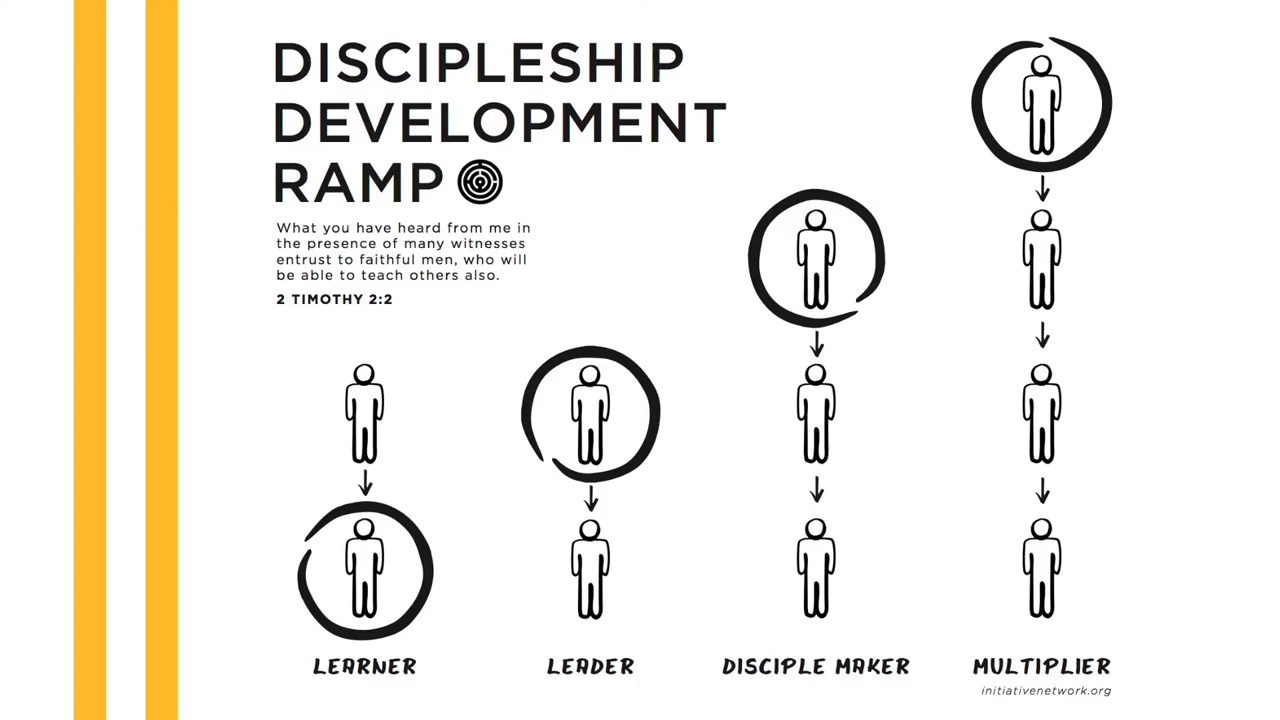 DISCIPLESHIP
DEVELOPMENT
RAMP
What you have heard from me in
the presence of many witnesses
entrust to faithful men, who will
be able to teach others also.
2 TIMOTHY 2:2
LEARNER
LEADER
DISCIPLE MAKER
MULTIPLIER
initiativenetwork.org